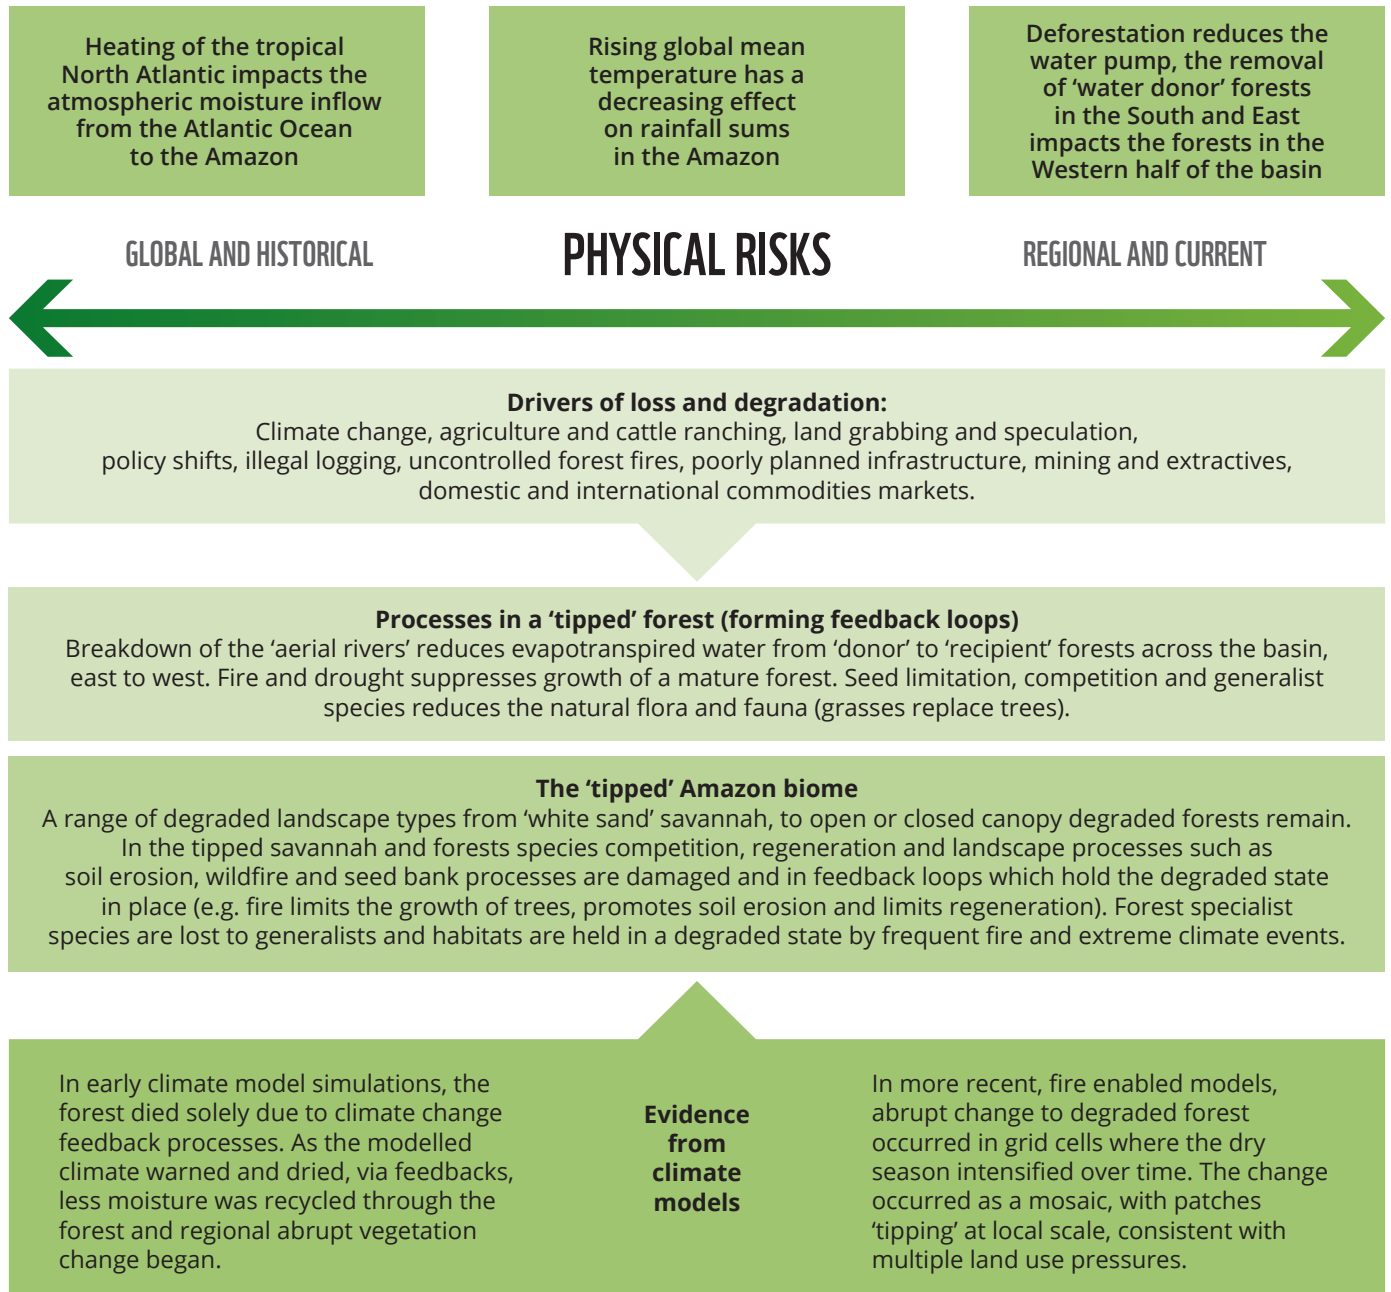 Heating of the tropical
North Atlantic impacts the
atmospheric moisture inflow
from the Atlantic Ocean
to the Amazon
Rising global mean
temperature has a
decreasing effect
on rainfall sums
in the Amazon
Deforestation reduces the
water pump, the removal
of ‘water donor’ forests
in the South and East
impacts the forests in the
Western half of the basin
GLOBAL AND HISTORICAL
PHYSICAL RISKS
REGIONAL AND CURRENT
Drivers of loss and degradation:
Climate change, agriculture and cattle ranching, land grabbing and speculation,
policy shifts, illegal logging, uncontrolled forest fires, poorly planned infrastructure, mining and extractives,
domestic and international commodities markets.
Processes in a ‘tipped’ forest (forming feedback loops)
Breakdown of the ‘aerial rivers’ reduces evapotranspired water from ‘donor’ to ‘recipient’ forests across the basin,
east to west. Fire and drought suppresses growth of a mature forest. Seed limitation, competition and generalist
species reduces the natural flora and fauna (grasses replace trees).
The ‘tipped’ Amazon biome
A range of degraded landscape types from ‘white sand’ savannah, to open or closed canopy degraded forests remain.
In the tipped savannah and forests species competition, regeneration and landscape processes such as
soil erosion, wildfire and seed bank processes are damaged and in feedback loops which hold the degraded state
in place (e.g. fire limits the growth of trees, promotes soil erosion and limits regeneration). Forest specialist
species are lost to generalists and habitats are held in a degraded state by frequent fire and extreme climate events.
In early climate model simulations, the
forest died solely due to climate change
feedback processes. As the modelled
climate warned and dried, via feedbacks,
less moisture was recycled through the
forest and regional abrupt vegetation
change began.
Evidence
from
climate
models
In more recent, fire enabled models,
abrupt change to degraded forest
occurred in grid cells where the dry
season intensified over time. The change
occurred as a mosaic, with patches
‘tipping’ at local scale, consistent with
multiple land use pressures.